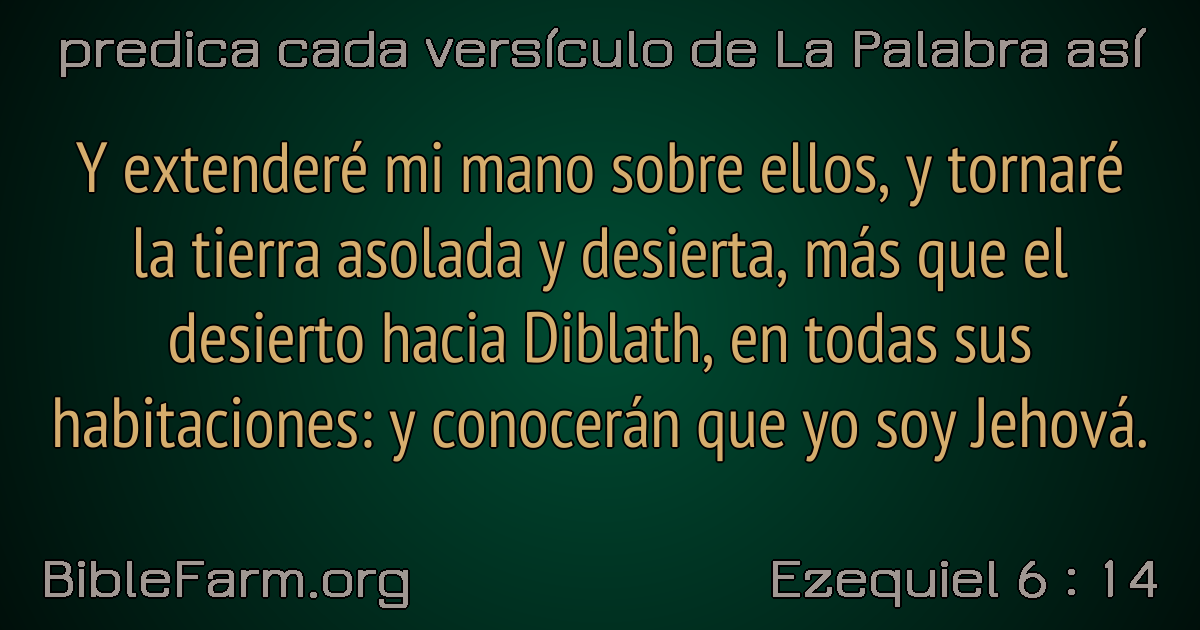 predica cada versículo de La Palabra así
Y extenderé mi mano sobre ellos, y tornaré
la tierra asolada y desierta, más que el
desierto hacia Diblath, en todas sus
habitaciones: y conocerán que yo soy Jehová.
BibleFarm.org
Ezequiel 6 : 14